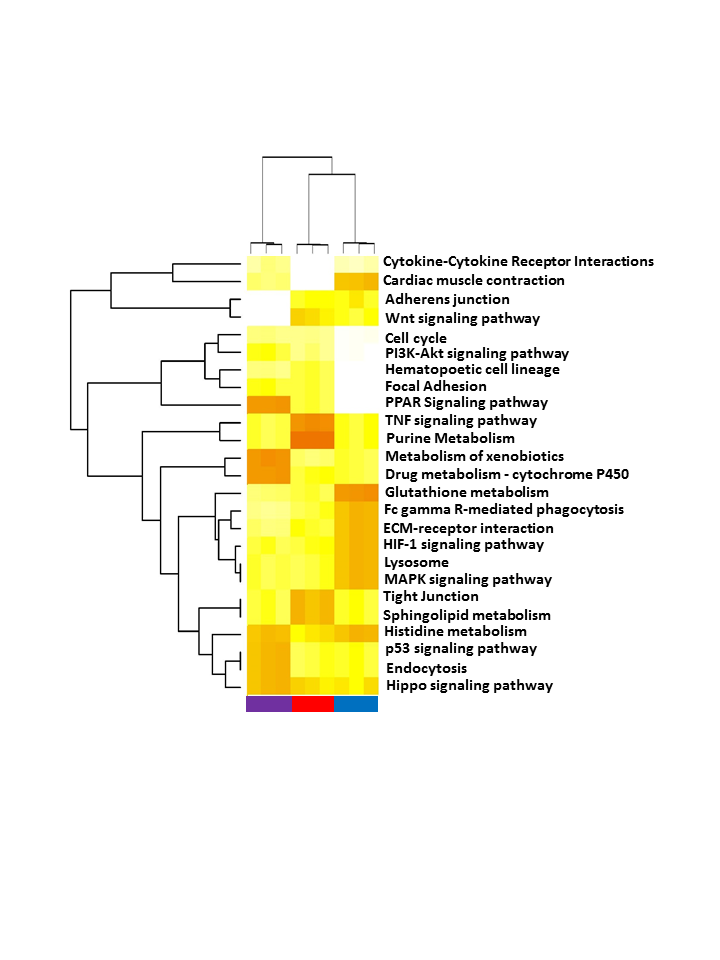 Cytokine-Cytokine Receptor Interactions
Cardiac muscle contraction
Adherens junction
Wnt signaling pathway
Cell cycle
PI3K-Akt signaling pathway
Hematopoetic cell lineage
Focal Adhesion
PPAR Signaling pathway
TNF signaling pathway
Purine Metabolism
Metabolism of xenobiotics
Drug metabolism - cytochrome P450
Glutathione metabolism
Fc gamma R-mediated phagocytosis
ECM-receptor interaction
HIF-1 signaling pathway
Lysosome
MAPK signaling pathway
Tight Junction
Sphingolipid metabolism
Histidine metabolism
p53 signaling pathway
Endocytosis
Hippo signaling pathway